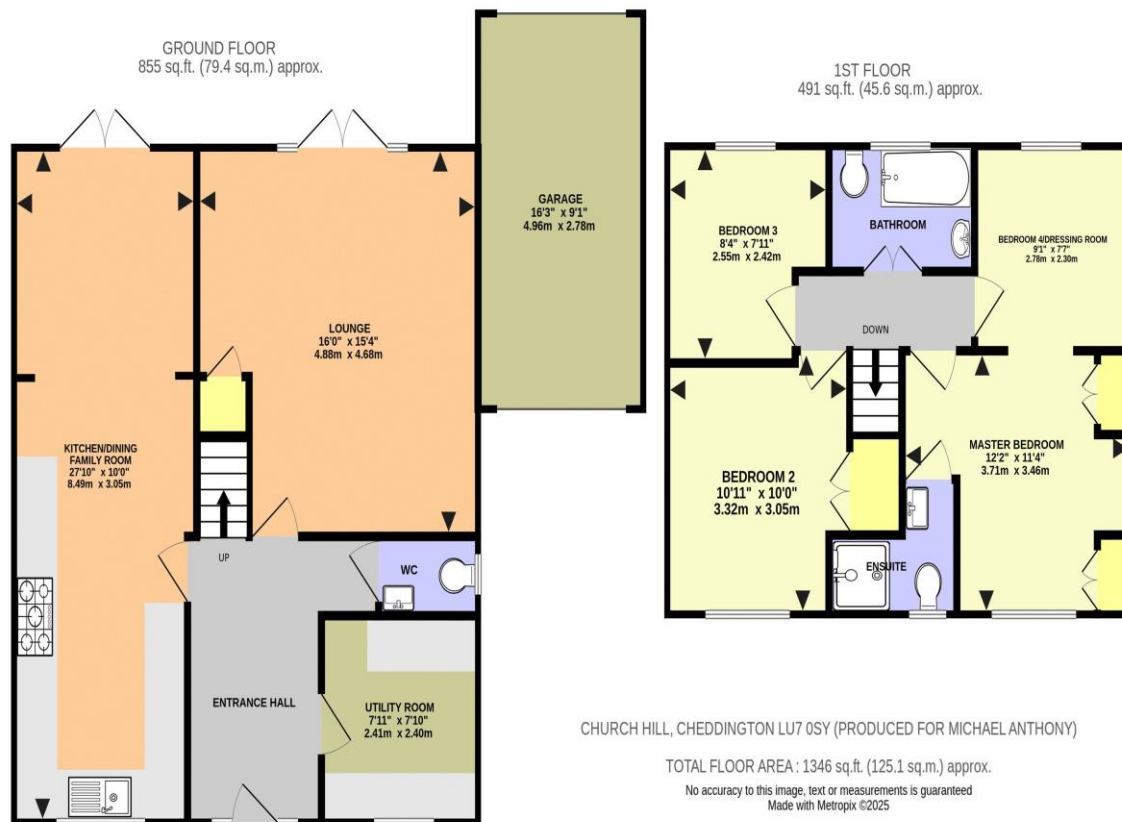 GROUND FLOOR
855 sq.ft. (79.4 sq.m.) approx.
1ST FLOOR
491 sq.ft. (45.6 sq.m.) approx.
GARAGE
16'3" x 9'1"
4.96m x 2.78m
LOUNGE
16'0" x 15'4"
4.88m x 4.68m
KITCHEN/DINING
FAMILY ROOM
27'10" x 10'0"
8.49m x 3.05m
UP
WC
ENTRANCE HALL
UTILITY ROOM
7'11" x 7'10"
2.41m x 2.40m
BEDROOM 3
8'4" x 7'11"
2.55m x 2.42m
BATHROOM
BEDROOM 4/DRESSING ROOM
9'1" x 7'7"
2.78m x 2.30m
DOWN
MASTER BEDROOM
12'2" x 11'4"
3.71m x 3.46m
BEDROOM 2
10'11" x 10'0"
3.32m x 3.05m
ENSUITE
CHURCH HILL, CHEDDINGTON LU7 0SY (PRODUCED FOR MICHAEL ANTHONY)
TOTAL FLOOR AREA : 1346 sq.ft. (125.1 sq.m.) approx.
No accuracy to this image, text or measurements is guaranteed
Made with Metropix ©2025